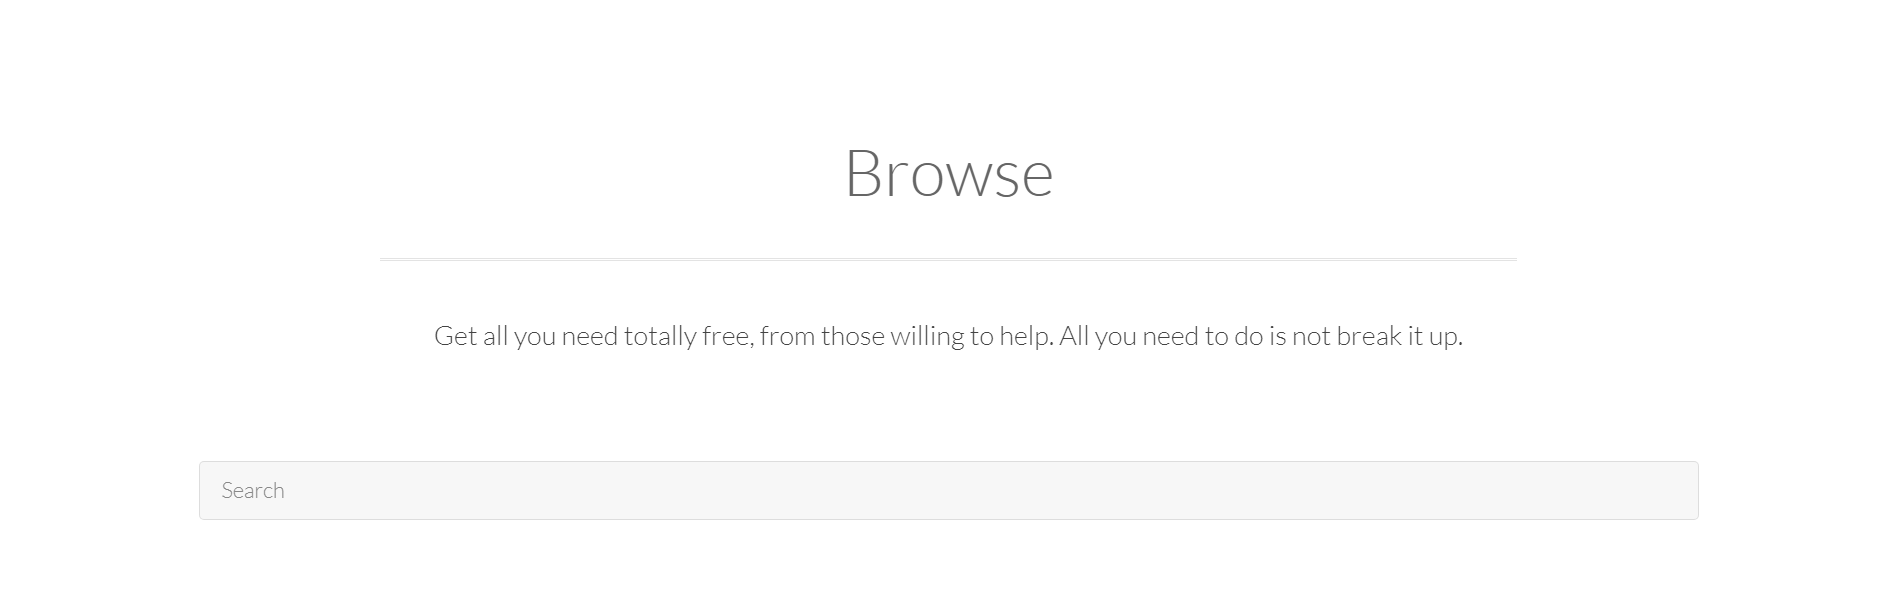 Browse
Get all you need totally free, from those willing to help. All you need to do is not break it up.
Search